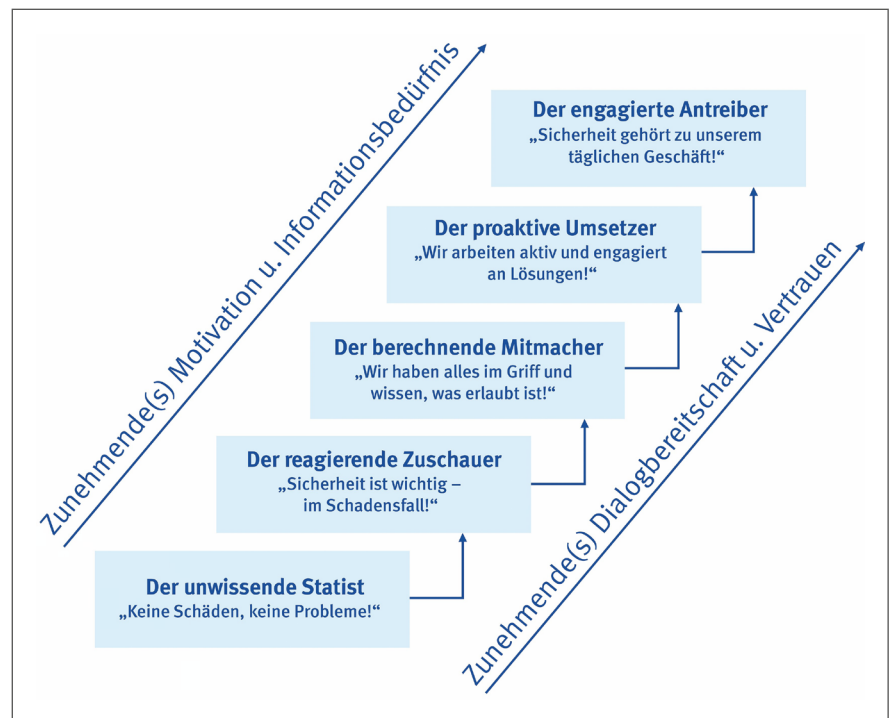 Zunehmende(s) Motivation u. Informationsbedürfnis
Der engagierte Antreiber
„Sicherheit gehört zu unserem
täglichen Geschäft!“
Der proaktive Umsetzer
„Wir arbeiten aktiv und engagiert
an Lösungen!“
Der berechnende Mitmacher
„Wir haben alles im Griff und
wissen, was erlaubt ist!“
Der reagierende Zuschauer
„Sicherheit ist wichtig –
im Schadensfall!“
Der unwissende Statist
„Keine Schäden, keine Probleme!“
Zunehmende(s) Dialogbereitschaft u. Vertrauen